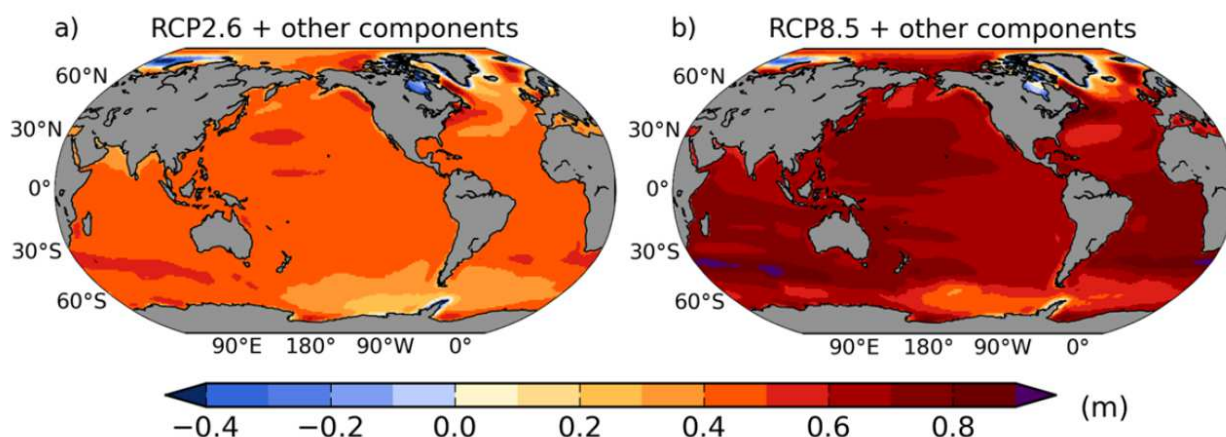 a) RCP2.6 + other components b) RCP8.5 + other components
60°N 60°N
30°N 30°N
0° 0°
30°S 30°S
60°S 60°S
90°E 180° 90°W 0° 90°E 180° 90°W 0°
−0.4 −0.2 0.0 0.2 0.4 0.6 0.8 (m)